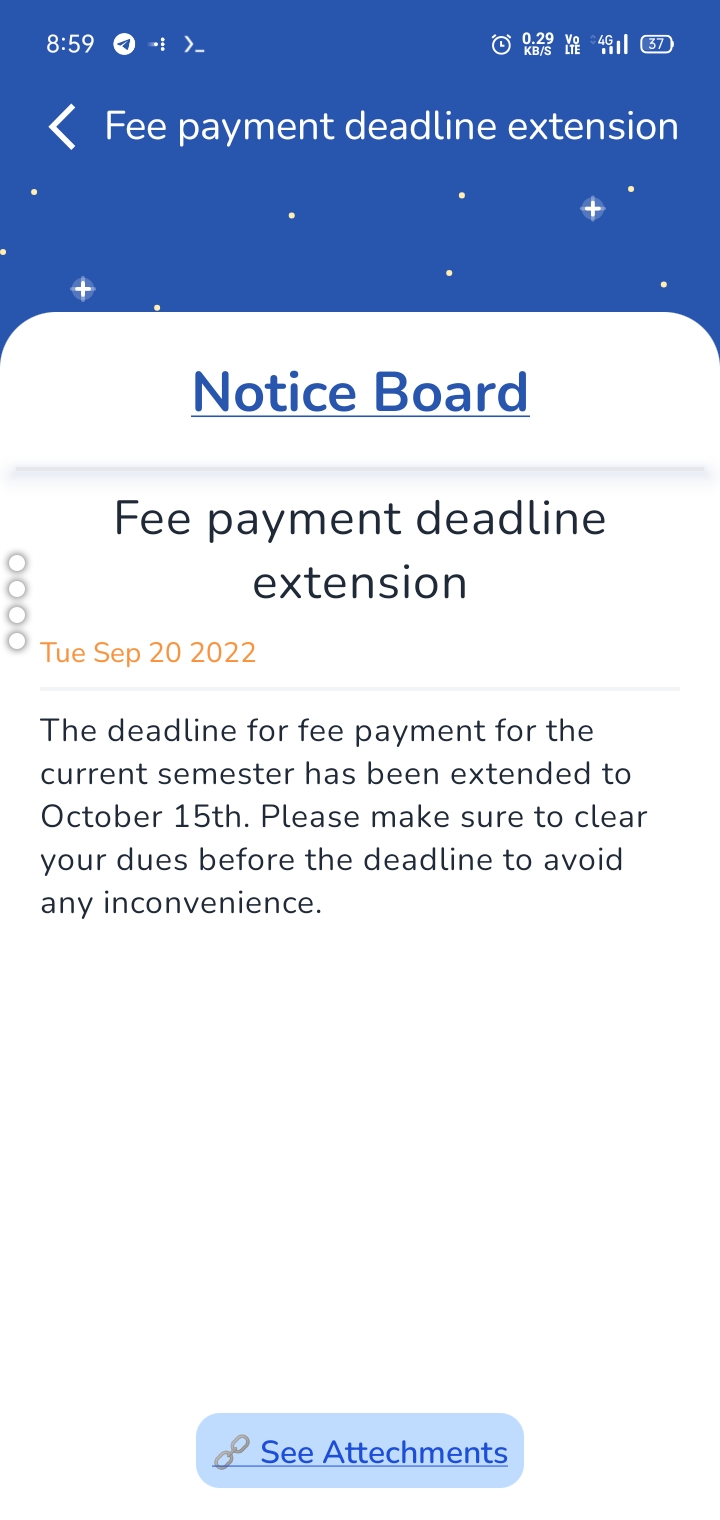 8:59 0.29 KB/S Vo LTE 4G 37
Fee payment deadline extension
Notice Board
Fee payment deadline
extension
Tue Sep 20 2022
The deadline for fee payment for the
current semester has been extended to
October 15th. Please make sure to clear
your dues before the deadline to avoid
any inconvenience.
See Attechments